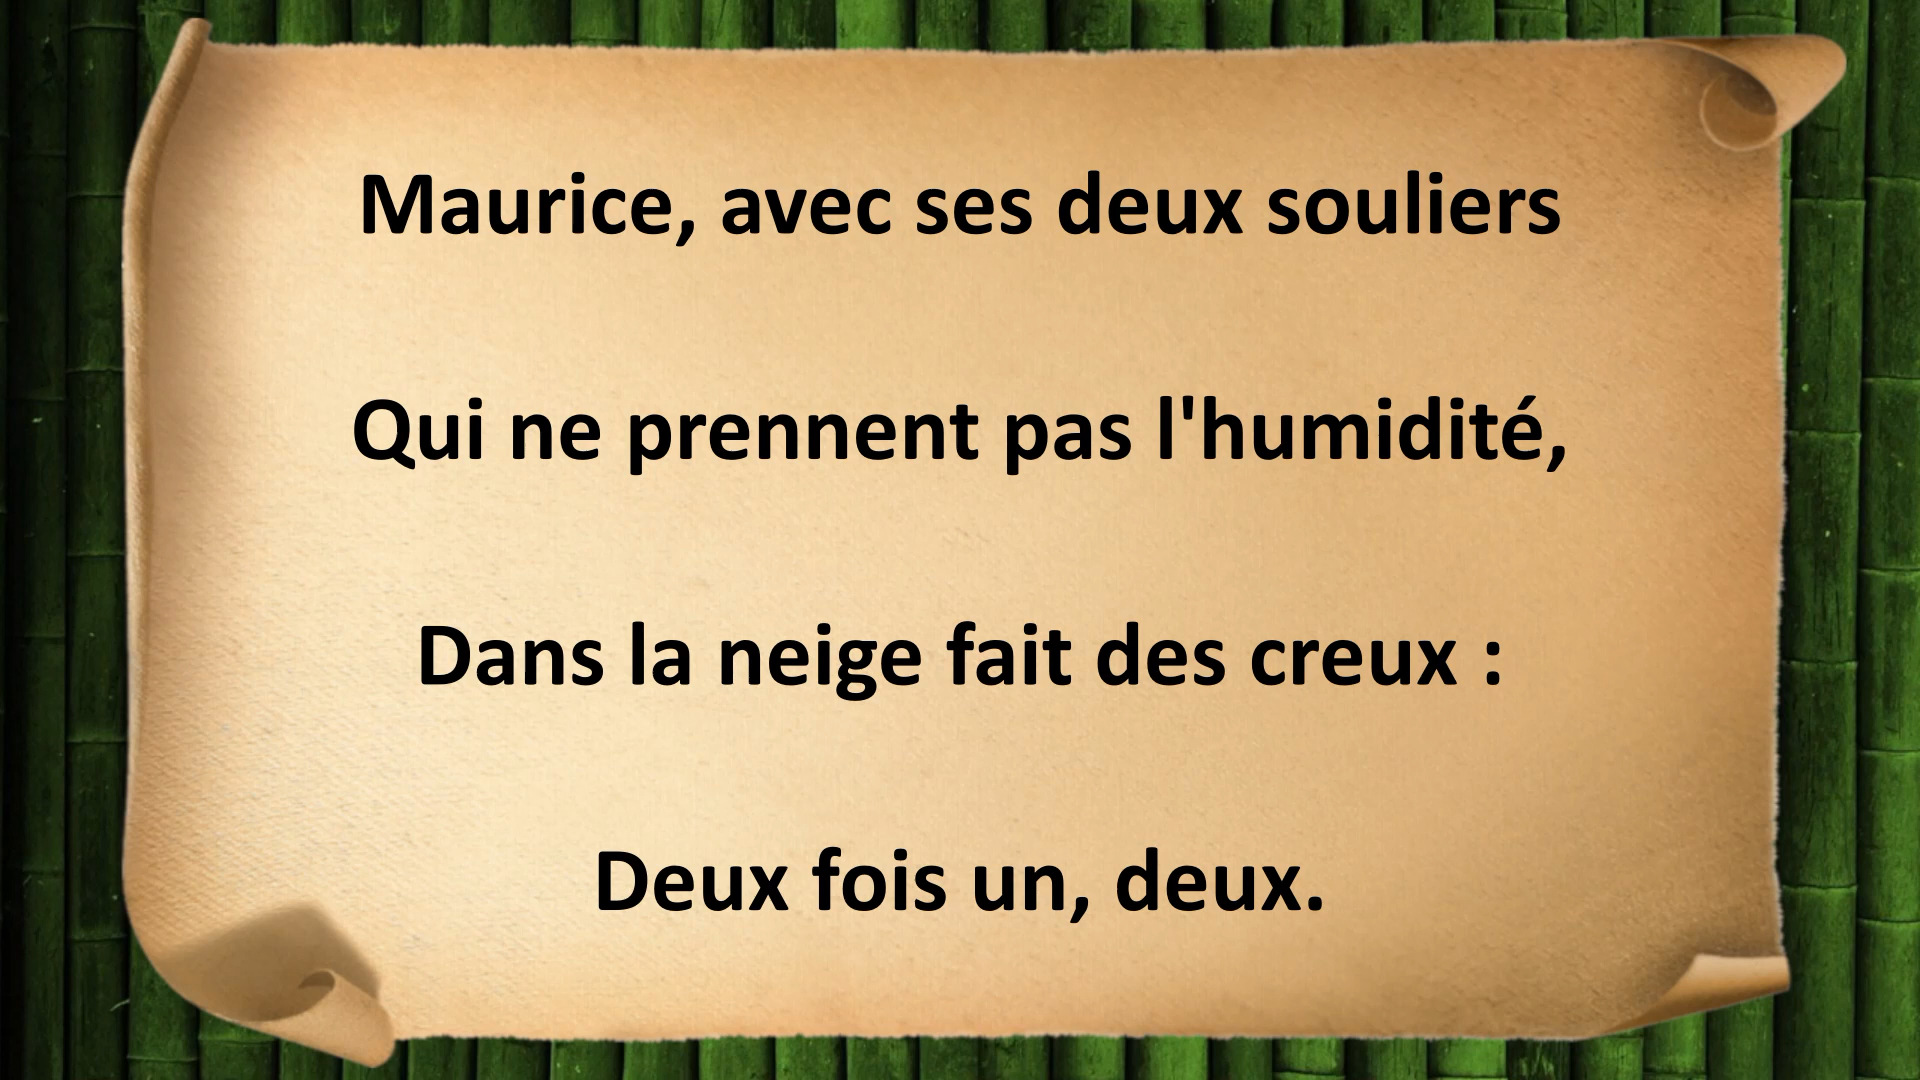 Maurice, avec ses deux souliers
Qui ne prennent pas l'humidité,
Dans la neige fait des creux :
Deux fois un, deux.